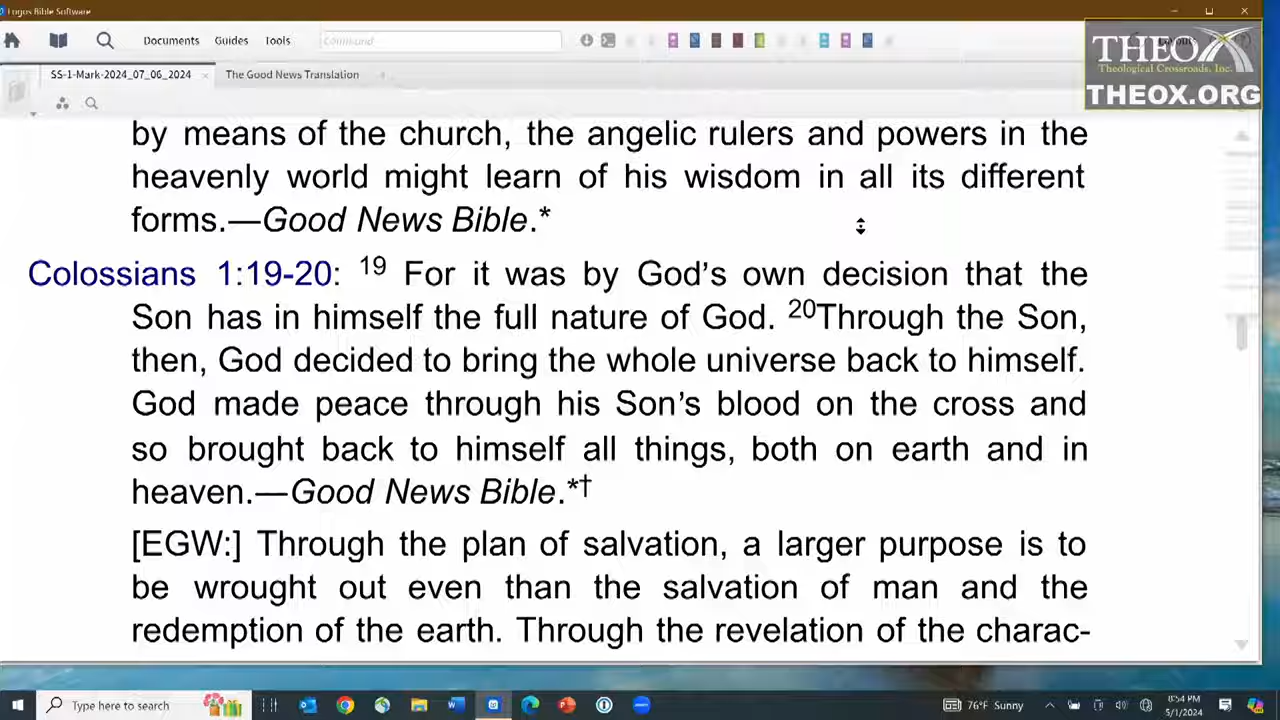 Logos Bible Software
Documents Guides Tools Command
THEOX
Theological Crossroads, Inc.
THEOX.ORG
SS-1-Mark-2024_07_06_2024 The Good News Translation
by means of the church, the angelic rulers and powers in the
heavenly world might learn of his wisdom in all its different
forms.—Good News Bible.*
Colossians 1:19-20: 19 For it was by God’s own decision that the
Son has in himself the full nature of God. 20Through the Son,
then, God decided to bring the whole universe back to himself.
God made peace through his Son’s blood on the cross and
so brought back to himself all things, both on earth and in
heaven.—Good News Bible.*†
[EGW:] Through the plan of salvation, a larger purpose is to
be wrought out even than the salvation of man and the
redemption of the earth. Through the revelation of the charac-
Type here to search
76°F Sunny
8:54 PM
5/1/2024